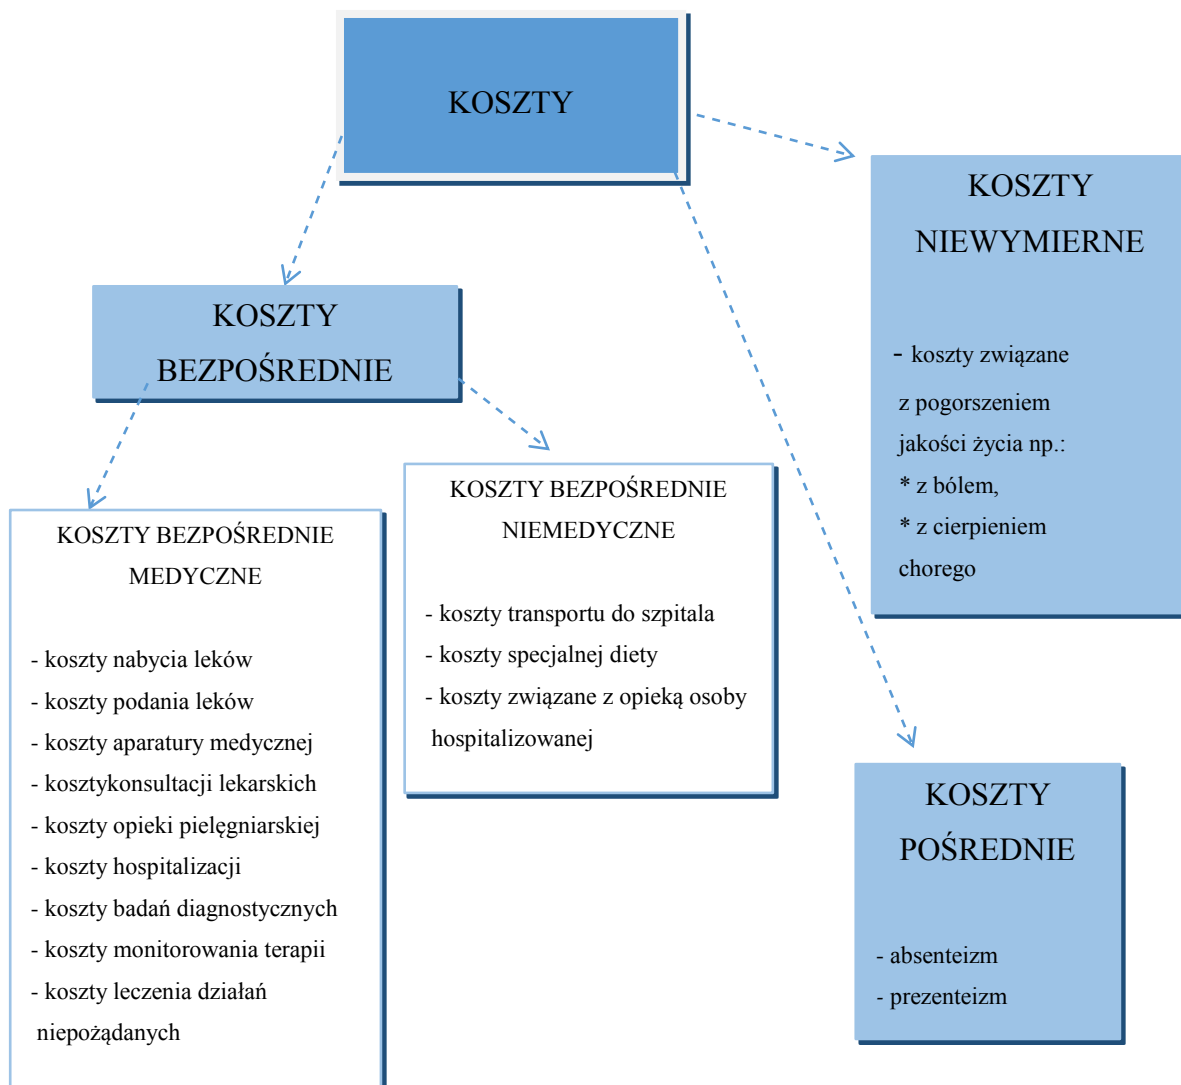 KOSZTY
KOSZTY
NIEWYMIERNE
- koszty związane
z pogorszeniem
jakości życia np.:
* z bólem,
* z cierpieniem
chorego
KOSZTY
BEZPOŚREDNIE
KOSZTY BEZPOŚREDNIE
MEDYCZNE
- koszty nabycia leków
- koszty podania leków
- koszty aparatury medycznej
- kosztykonsultacji lekarskich
- koszty opieki pielęgniarskiej
- koszty hospitalizacji
- koszty badań diagnostycznych
- koszty monitorowania terapii
- koszty leczenia działań
niepożądanych
KOSZTY BEZPOŚREDNIE
NIEMEDYCZNE
- koszty transportu do szpitala
- koszty specjalnej diety
- koszty związane z opieką osoby
hospitalizowanej
KOSZTY
POŚREDNIE
- absenteizm
- prezenteizm